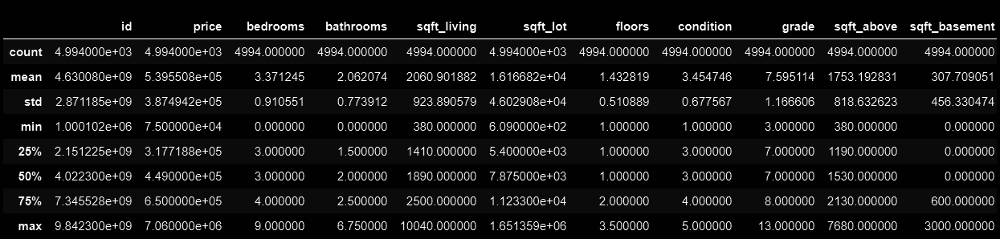 id price bedrooms bathrooms sqft_living sqft_lot floors condition grade sqft_above sqft_basement
count 4.994000e+03 4.994000e+03 4994.000000 4994.000000 4994.000000 4.994000e+03 4994.000000 4994.000000 4994.000000 4994.000000 4994.000000
mean 4.630080e+09 5.395508e+05 3.371245 2.062074 2060.901882 1.616682e+04 1.432819 3.454746 7.595114 1753.192831 307.709051
std 2.871185e+09 3.874942e+05 0.910551 0.773912 923.890579 4.602908e+04 0.510889 0.677567 1.166606 818.632623 456.330474
min 1.000102e+06 7.500000e+04 0.000000 0.000000 380.000000 6.090000e+02 1.000000 1.000000 3.000000 380.000000 0.000000
25% 2.151225e+09 3.177188e+05 3.000000 1.500000 1410.000000 5.400000e+03 1.000000 3.000000 7.000000 1190.000000 0.000000
50% 4.022300e+09 4.490000e+05 3.000000 2.000000 1890.000000 7.875000e+03 1.000000 3.000000 7.000000 1530.000000 0.000000
75% 7.345528e+09 6.500000e+05 4.000000 2.500000 2500.000000 1.123300e+04 2.000000 4.000000 8.000000 2130.000000 600.000000
max 9.842300e+09 7.060000e+06 9.000000 6.750000 10040.000000 1.651359e+06 3.500000 5.000000 13.000000 7680.000000 3000.000000